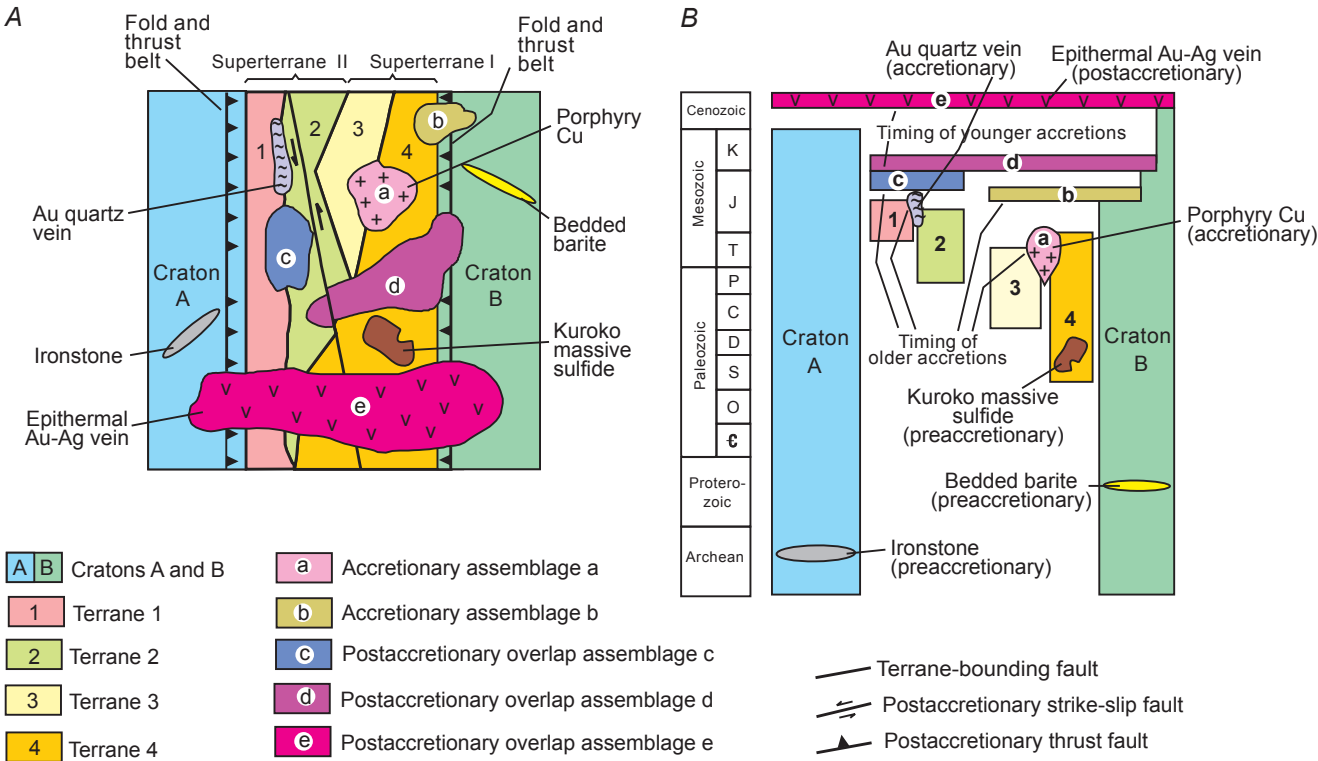 A
Fold and
thrust
belt
Superterrane II
Superterrane I
Fold and
thrust
belt
Porphyry
Cu
1
2
3
4
b
a
Au quartz
vein
Bedded
barite
c
Craton
A
d
Craton
B
Ironstone
Kuroko
massive
sulfide
Epithermal
Au-Ag vein
e
V V V V V V V V V V V V V
B
Au quartz vein
(accretionary)
Epithermal Au-Ag vein
(postaccretionary)
Cenozoic
V V V V e V V V V V V
Timing of younger accretions
Mesozoic
K
J
T
d
c
b
1
2
a
3
4
Porphyry Cu
(accretionary)
Paleozoic
P
C
D
S
O
€
Craton
A
Timing of
older accretions
Craton
B
Kuroko massive
sulfide
(preaccretionary)
Protero-
zoic
Bedded barite
(preaccretionary)
Archean
Ironstone
(preaccretionary)
A B Cratons A and B
1 Terrane 1
2 Terrane 2
3 Terrane 3
4 Terrane 4
a Accretionary assemblage a
b Accretionary assemblage b
c Postaccretionary overlap assemblage c
d Postaccretionary overlap assemblage d
e Postaccretionary overlap assemblage e
Terrane-bounding fault
Postaccretionary strike-slip fault
Postaccretionary thrust fault